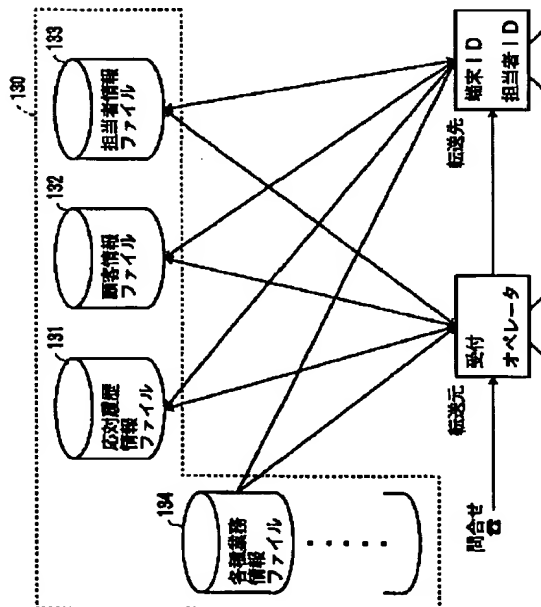 130
131
応対履歴
情報
ファイル
132
顧客情報
ファイル
133
担当者情報
ファイル
134
各種業務
情報
ファイル
問合せ
☎
転送元
受付
オペレータ
転送先
端末ID
担当者ID